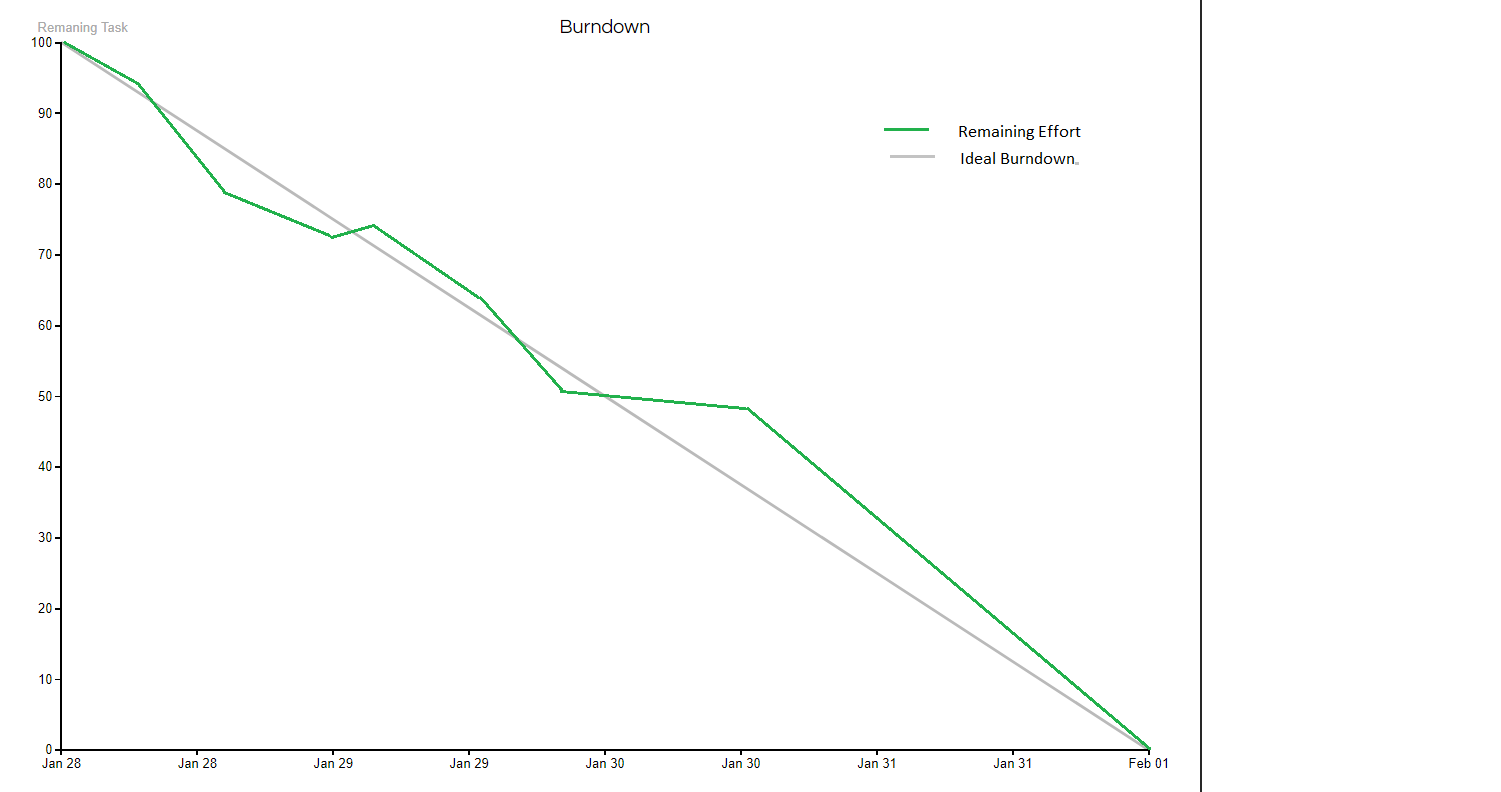 Burndown
Remaning Task
100
90
80
70
60
50
40
30
20
10
0
Remaining Effort
Ideal Burndown
Jan 28 Jan 28 Jan 29 Jan 29 Jan 30 Jan 30 Jan 31 Jan 31 Feb 01